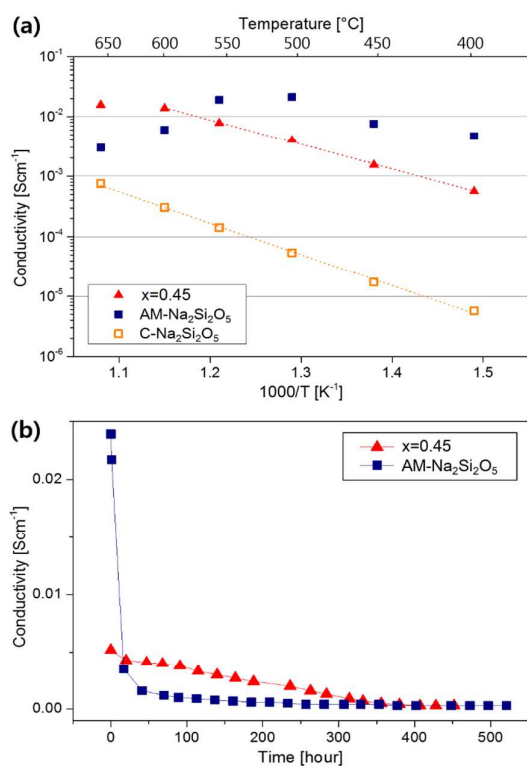 (a)
Temperature [°C]
650 600 550 500 450 400
Conductivity [Scm⁻¹]
10⁻¹
10⁻²
10⁻³
10⁻⁴
10⁻⁵
10⁻⁶
x=0.45
AM-Na₂Si₂O₅
C-Na₂Si₂O₅
1.1 1.2 1.3 1.4 1.5
1000/T [K⁻¹]
(b)
Conductivity [Scm⁻¹]
0.02
0.01
0.00
x=0.45
AM-Na₂Si₂O₅
0 100 200 300 400 500
Time [hour]